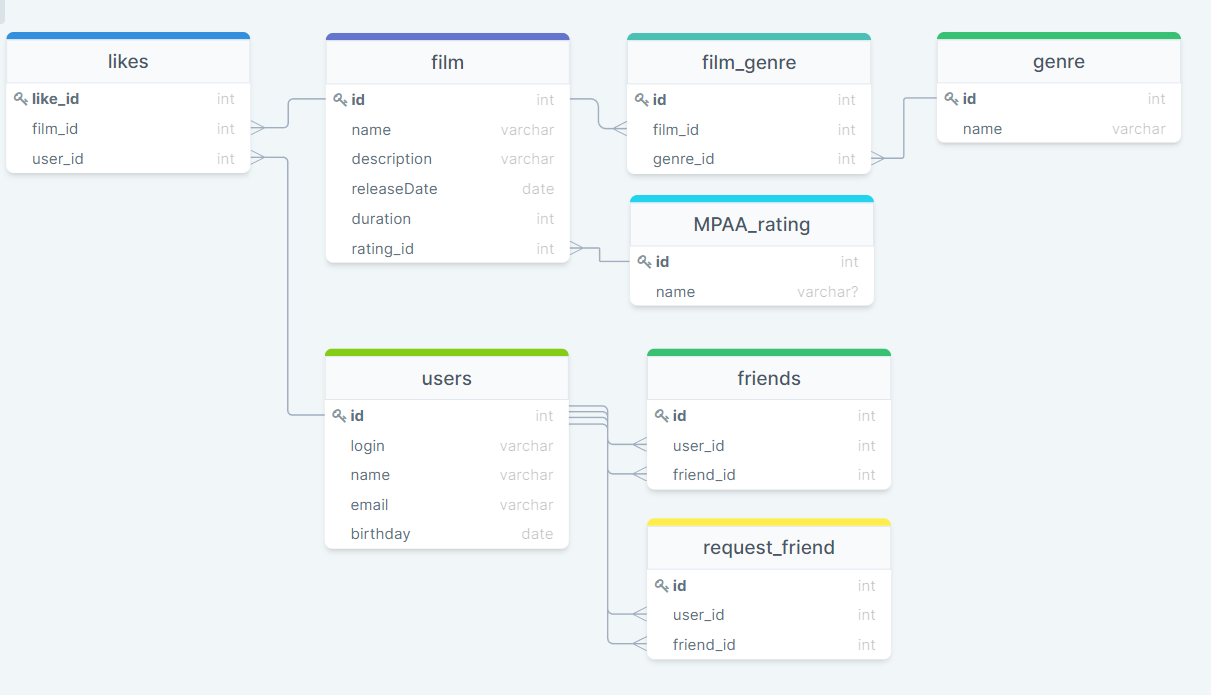 likes
like_id int
film_id int
user_id int
film
id int
name varchar
description varchar
releaseDate date
duration int
rating_id int
film_genre
id int
film_id int
genre_id int
genre
id int
name varchar
MPAA_rating
id int
name varchar?
users
id int
login varchar
name varchar
email varchar
birthday date
friends
id int
user_id int
friend_id int
request_friend
id int
user_id int
friend_id int